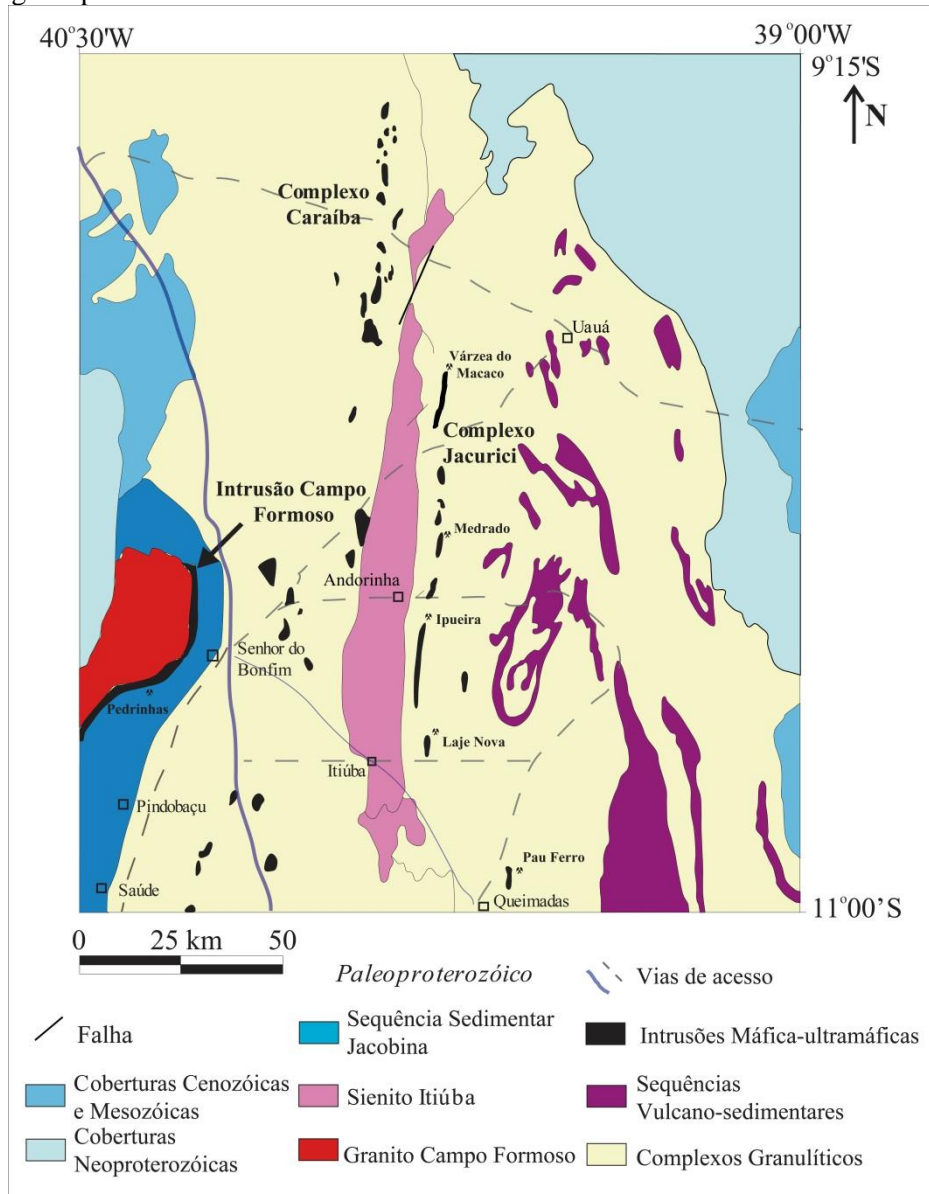 40°30'W
39°00'W
9°15'S
N
Complexo
Caraíba
Uauá
Várzea do
Macaco
Complexo
Jacurici
Intrusão Campo
Formoso
Medrado
Andorinha
Ipueira
Senhor do
Bonfim
Pedrinhas
Laje Nova
Itiúba
Pindobaçu
Pau Ferro
Saúde
Queimadas
11°00’S
0 25 km 50
Paleoproterozóico
Vias de acesso
Falha
Sequência Sedimentar
Jacobina
Intrusões Máfica-ultramáficas
Coberturas Cenozóicas
e Mesozóicas
Sienito Itiúba
Sequências
Vulcano-sedimentares
Coberturas
Neoproterozóicas
Granito Campo Formoso
Complexos Granulíticos